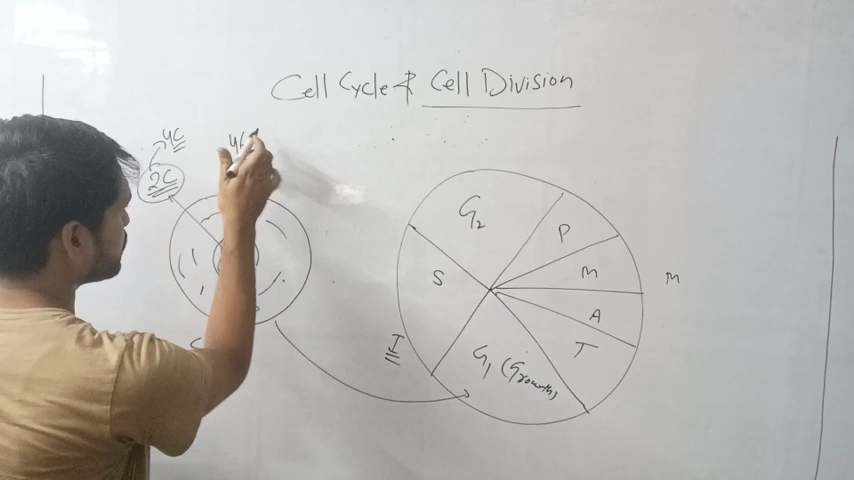 Cell Cycle & Cell Division
4C
2C
4C
G2
P
M
A
T
S
G1 (Growth)
I
M